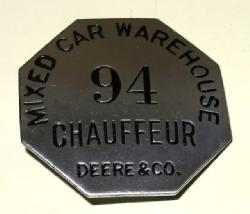 MIXED CAR WAREHOUSE
94
CHAUFFEUR
DEERE & CO.